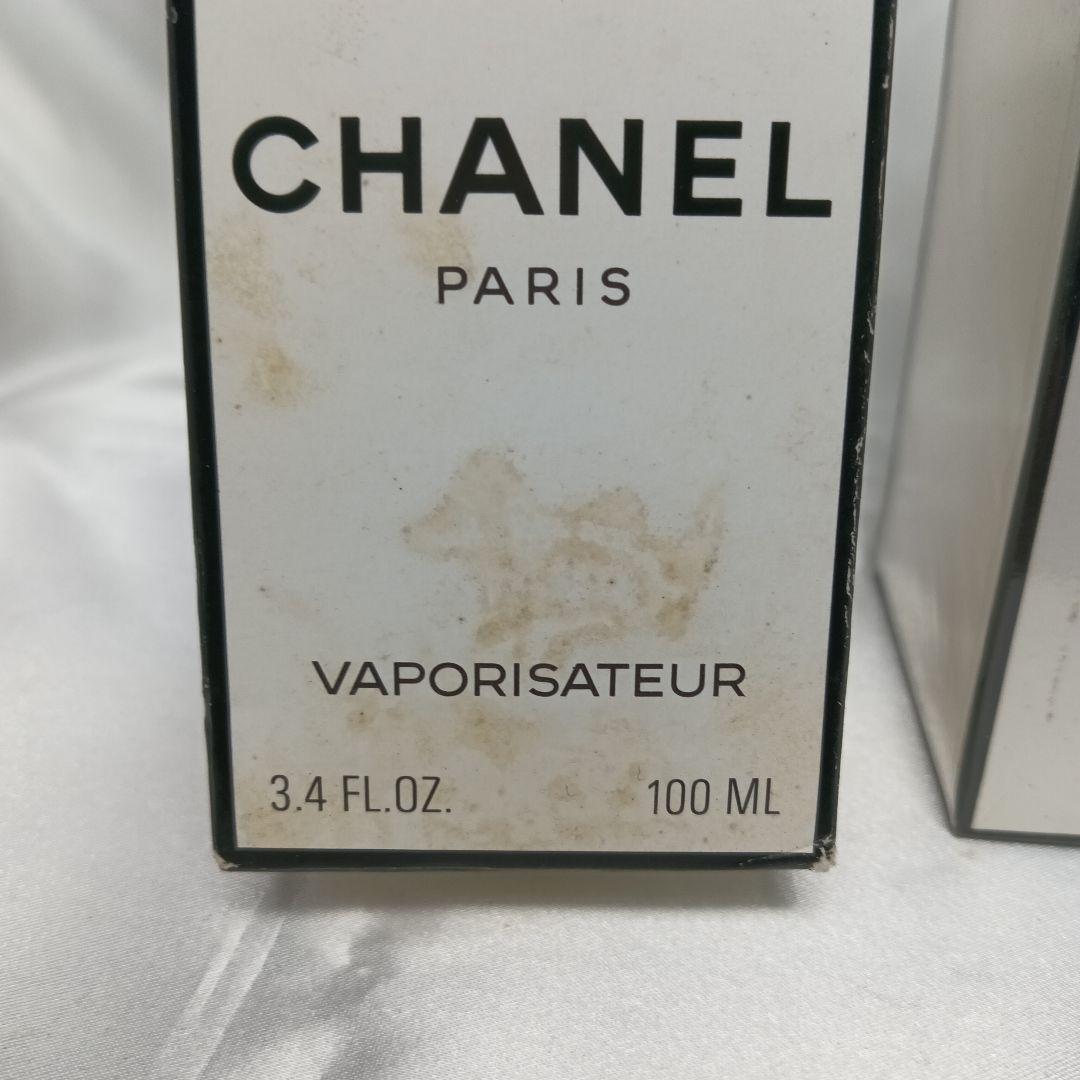 CHANEL
PARIS
VAPORISATEUR
3.4 FL.OZ. 100 ML